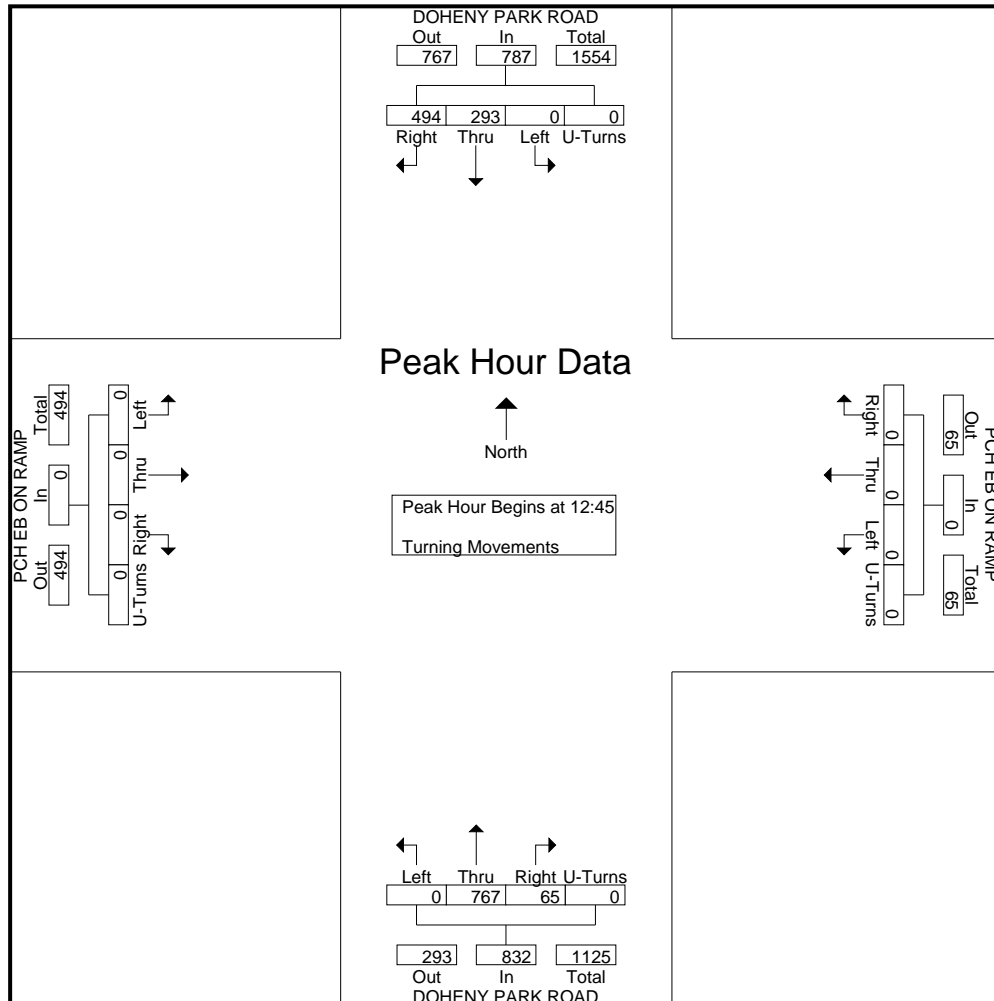 DOHENY PARK ROAD
Out In Total
767 787 1554
494 293 0 0
Right Thru Left U-Turns
Peak Hour Data
North
Peak Hour Begins at 12:45
Turning Movements
PCH EB ON RAMP
Out In Total
494 0 494
U-Turns Right Thru Left
0 0 0 0
PCH EB ON RAMP
Out In Total
65 0 65
0 0 0 0
Right Thru Left U-Turns
Left Thru Right U-Turns
0 767 65 0
293 832 1125
Out In Total
DOHENY PARK ROAD